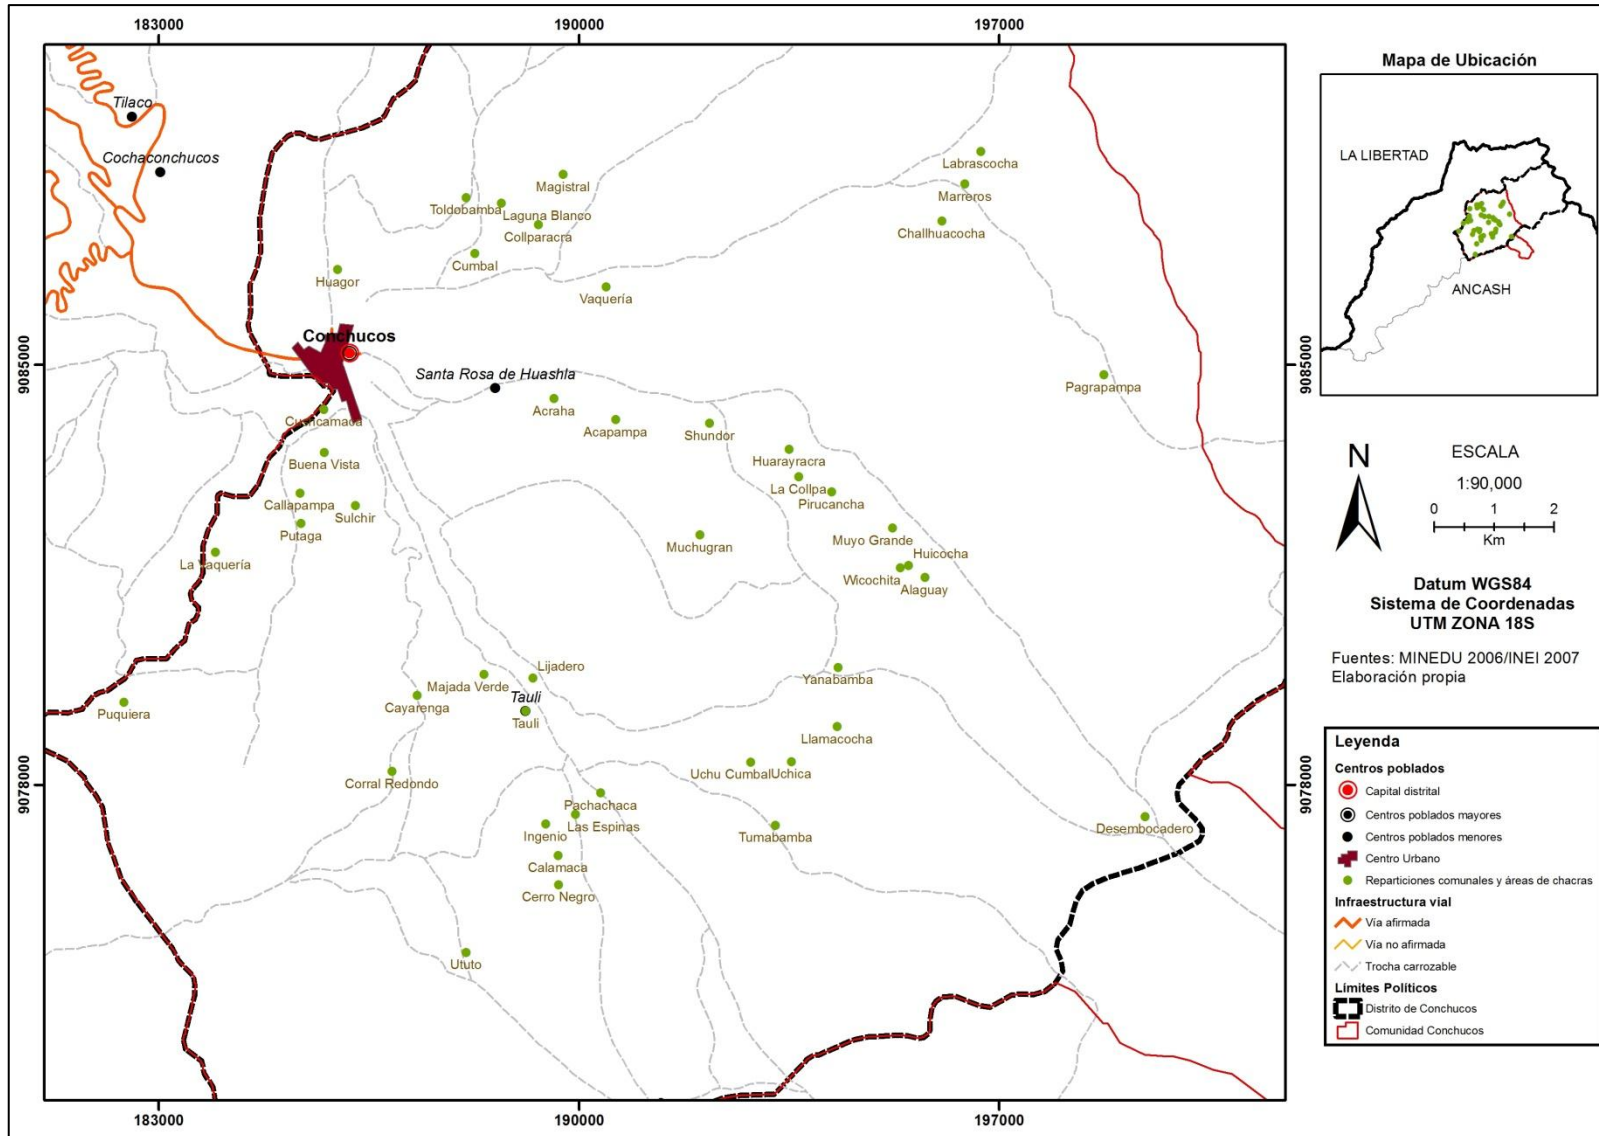 183000
190000
197000
Tilaco
Cochaconchucos
Labrascocha
Magistral
Marreros
Toldobamba
Laguna Blanco
Collparacra
Challhuacocha
Cumbal
Huagor
Vaquería
Conchucos
9085000
9085000
Santa Rosa de Huashla
Pagrapampa
Acraha
Cuencamaca
Acapampa
Shundor
Buena Vista
Huarayracra
La Collpa
Callapampa
Pirucancha
Sulchir
Putaga
Muyo Grande
Muchugran
Huicocha
La Vaquería
Wicochita
Alaguay
Lijadero
Yanabamba
Majada Verde
Tauli
Cayarenga
Puquiera
Tauli
Llamacocha
Uchu Cumbal
Uchica
Corral Redondo
9078000
9078000
Pachachaca
Las Espinas
Desembocadero
Ingenio
Tumabamba
Calamaca
Cerro Negro
Ututo
183000
190000
197000
Mapa de Ubicación
LA LIBERTAD
ANCASH
N
ESCALA
1:90,000
0 1 2
Km
Datum WGS84
Sistema de Coordenadas
UTM ZONA 18S
Fuentes: MINEDU 2006/INEI 2007
Elaboración propia
Leyenda
Centros poblados
Capital distrital
Centros poblados mayores
Centros poblados menores
Centro Urbano
Reparticiones comunales y áreas de chacras
Infraestructura vial
Vía afirmada
Vía no afirmada
Trocha carrozable
Límites Políticos
Distrito de Conchucos
Comunidad Conchucos